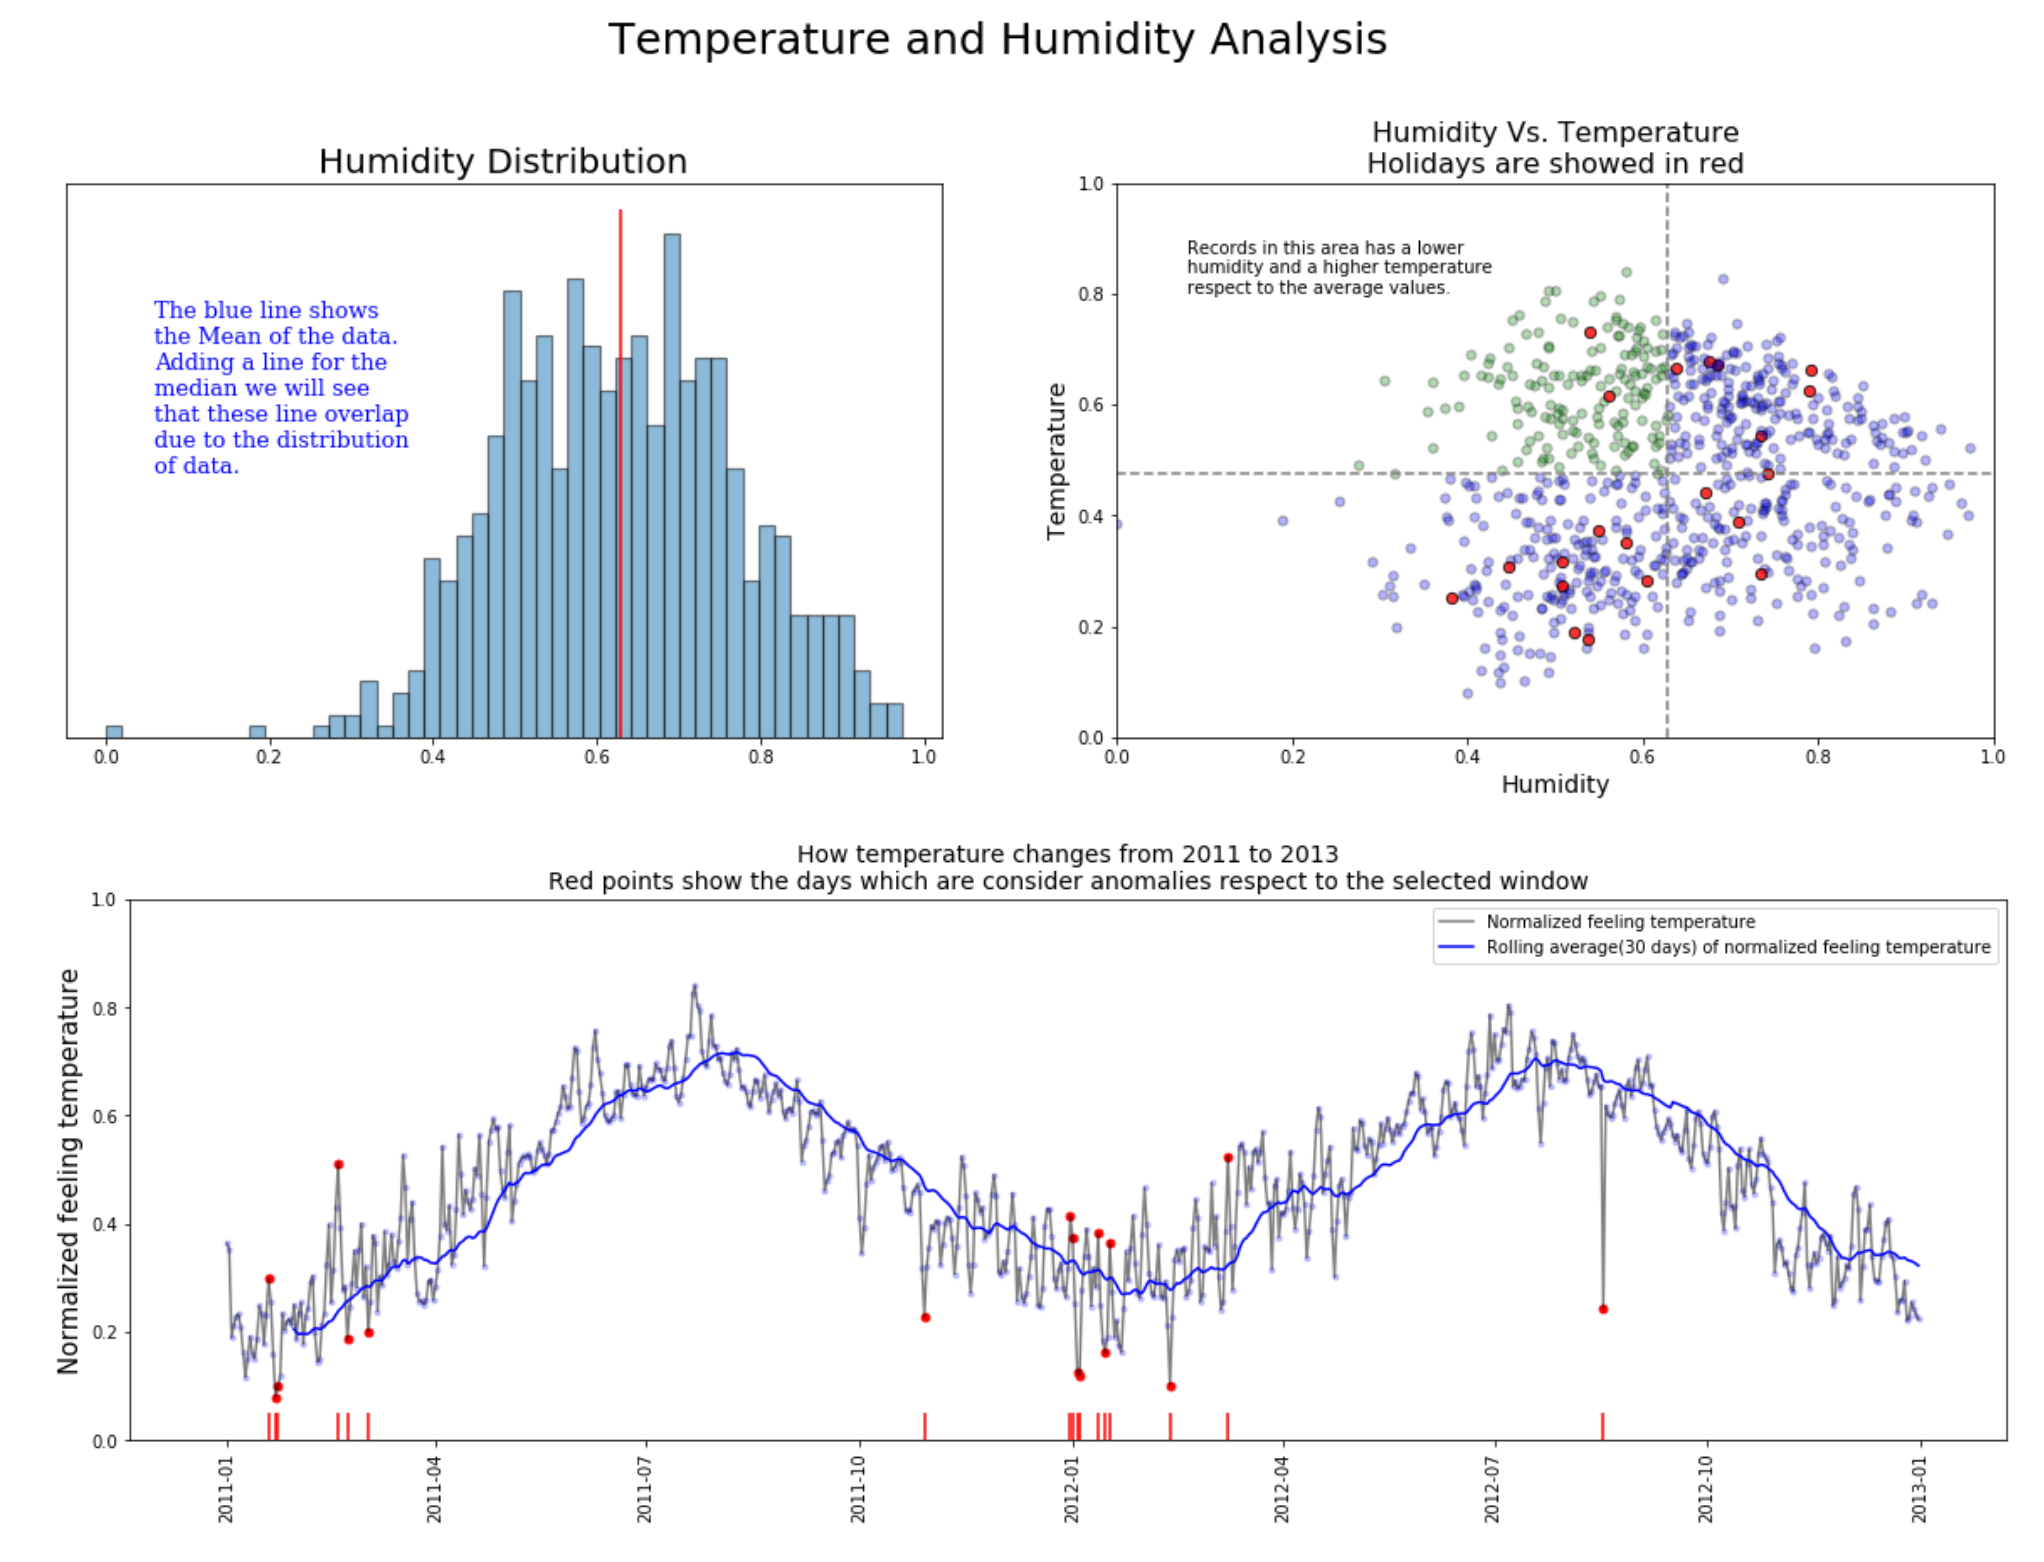 Temperature and Humidity Analysis
Humidity Distribution
The blue line shows
the Mean of the data.
Adding a line for the
median we will see
that these line overlap
due to the distribution
of data.
0.0 0.2 0.4 0.6 0.8 1.0
Humidity Vs. Temperature
Holidays are showed in red
Records in this area has a lower
humidity and a higher temperature
respect to the average values.
Temperature
1.0
0.8
0.6
0.4
0.2
0.0
0.0 0.2 0.4 0.6 0.8 1.0
Humidity
How temperature changes from 2011 to 2013
Red points show the days which are consider anomalies respect to the selected window
Normalized feeling temperature
Rolling average(30 days) of normalized feeling temperature
Normalized feeling temperature
1.0
0.8
0.6
0.4
0.2
0.0
2011-01
2011-04
2011-07
2011-10
2012-01
2012-04
2012-07
2012-10
2013-01